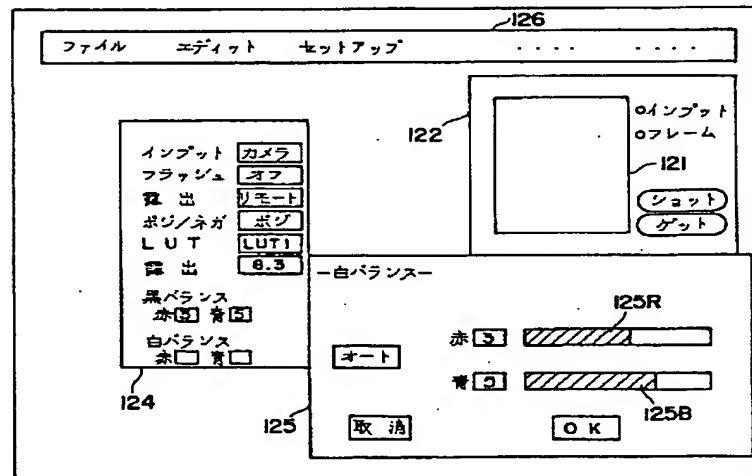 126
ファイル エディット セットアップ ‥‥ ‥‥
122
○インプット
○フレーム
121
ショット
ゲット
インプット カメラ
フラッシュ オフ
露出 リモート
ポジ/ネガ ポジ
LUT LUT1
露出 8.3
黒バランス
赤 5 青 5
白バランス
赤 青
124
−白バランス−
125R
赤 5
オート
青 5
125B
125
取消 OK